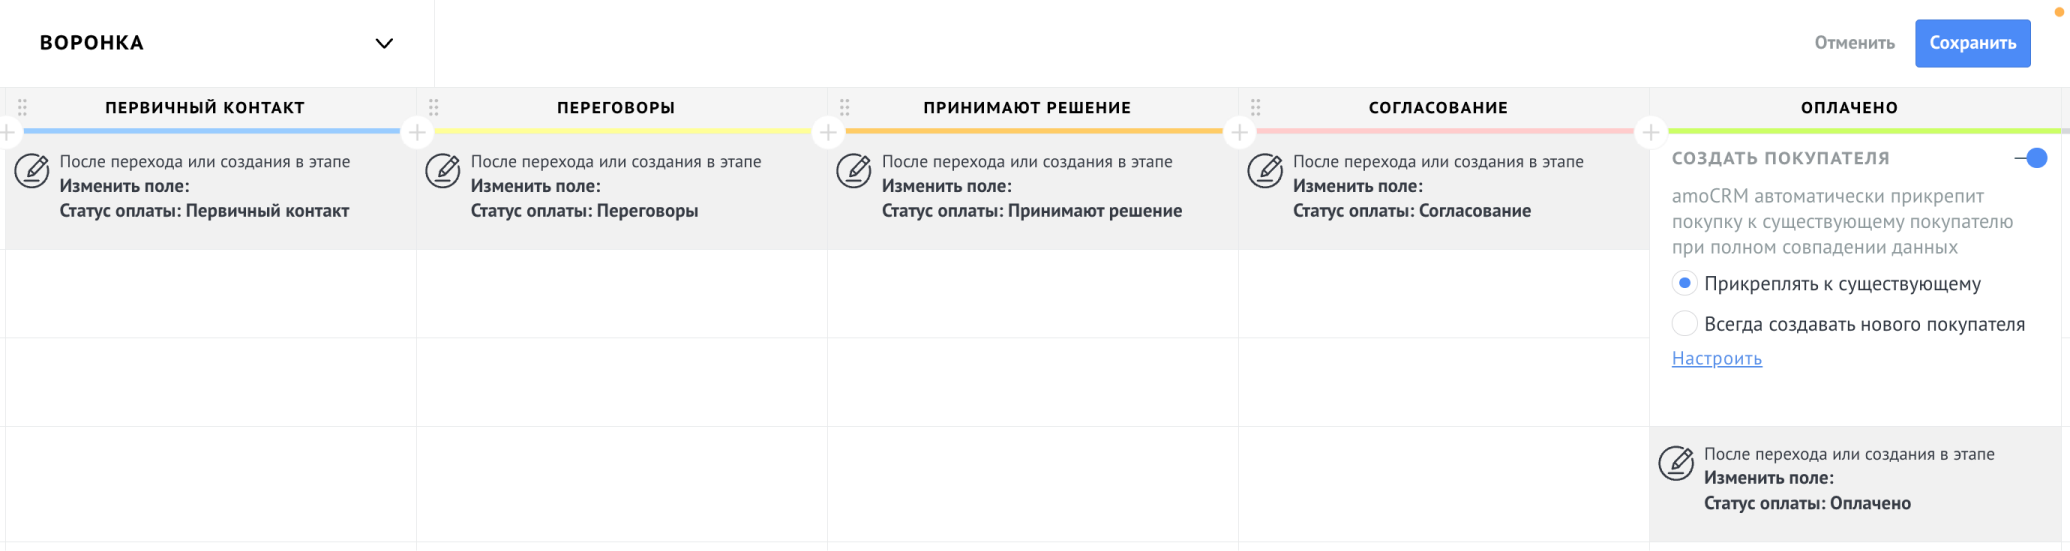 ВОРОНКА
Отменить
Сохранить
ПЕРВИЧНЫЙ КОНТАКТ
После перехода или создания в этапе
Изменить поле:
Статус оплаты: Первичный контакт
ПЕРЕГОВОРЫ
После перехода или создания в этапе
Изменить поле:
Статус оплаты: Переговоры
ПРИНИМАЮТ РЕШЕНИЕ
После перехода или создания в этапе
Изменить поле:
Статус оплаты: Принимают решение
СОГЛАСОВАНИЕ
После перехода или создания в этапе
Изменить поле:
Статус оплаты: Согласование
ОПЛАЧЕНО
СОЗДАТЬ ПОКУПАТЕЛЯ
amoCRM автоматически прикрепит
покупку к существующему покупателю
при полном совпадении данных
Прикреплять к существующему
Всегда создавать нового покупателя
Настроить
После перехода или создания в этапе
Изменить поле:
Статус оплаты: Оплачено